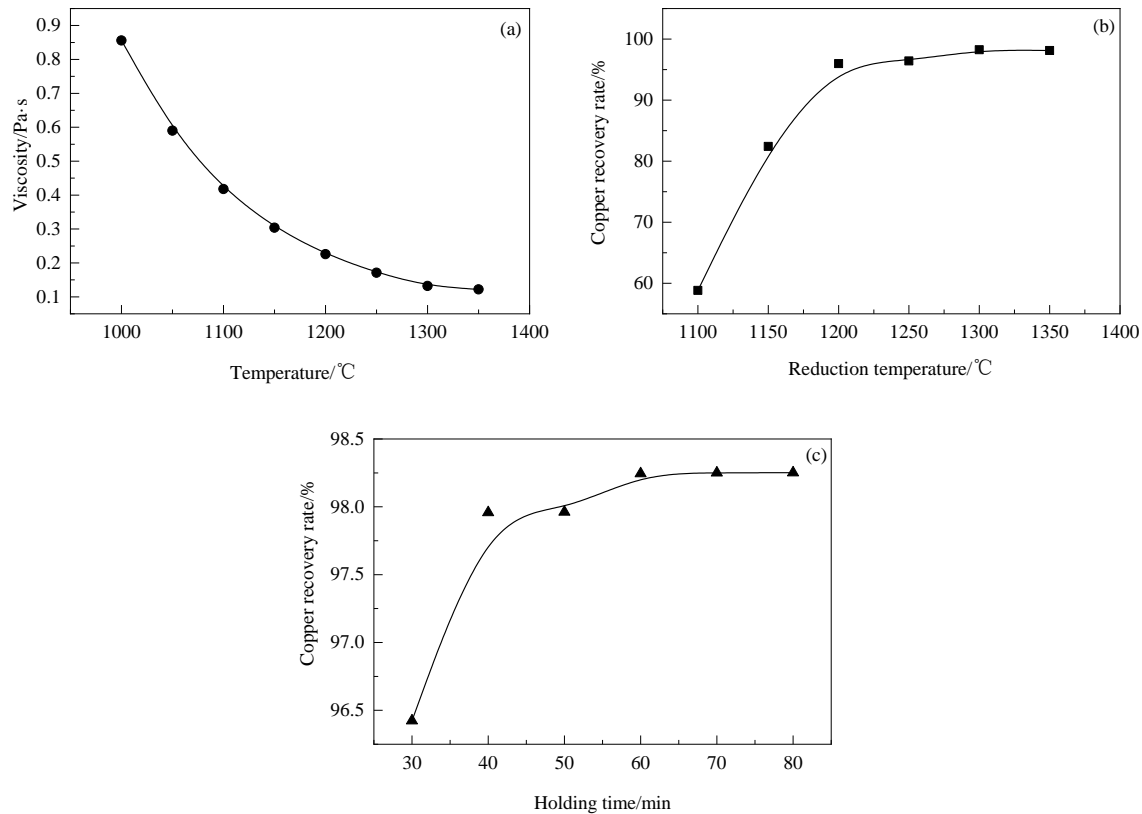 (a)
Viscosity/Pa·s
0.9
0.8
0.7
0.6
0.5
0.4
0.3
0.2
0.1
1000 1100 1200 1300 1400
Temperature/℃
(b)
Copper recovery rate/%
100
90
80
70
60
1100 1150 1200 1250 1300 1350 1400
Reduction temperature/℃
(c)
Copper recovery rate/%
98.5
98.0
97.5
97.0
96.5
30 40 50 60 70 80
Holding time/min